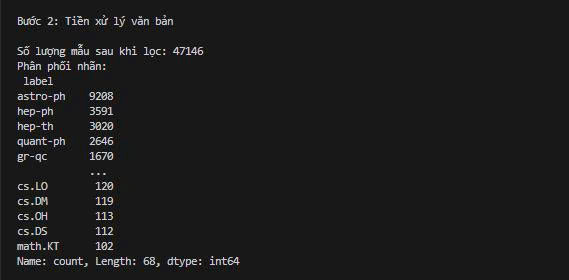 Bước 2: Tiền xử lý văn bản
Số lượng mẫu sau khi lọc: 47146
Phân phối nhãn:
label
astro-ph 9208
hep-ph 3591
hep-th 3020
quant-ph 2646
gr-qc 1670
...
cs.LO 120
cs.DM 119
cs.OH 113
cs.DS 112
math.KT 102
Name: count, Length: 68, dtype: int64